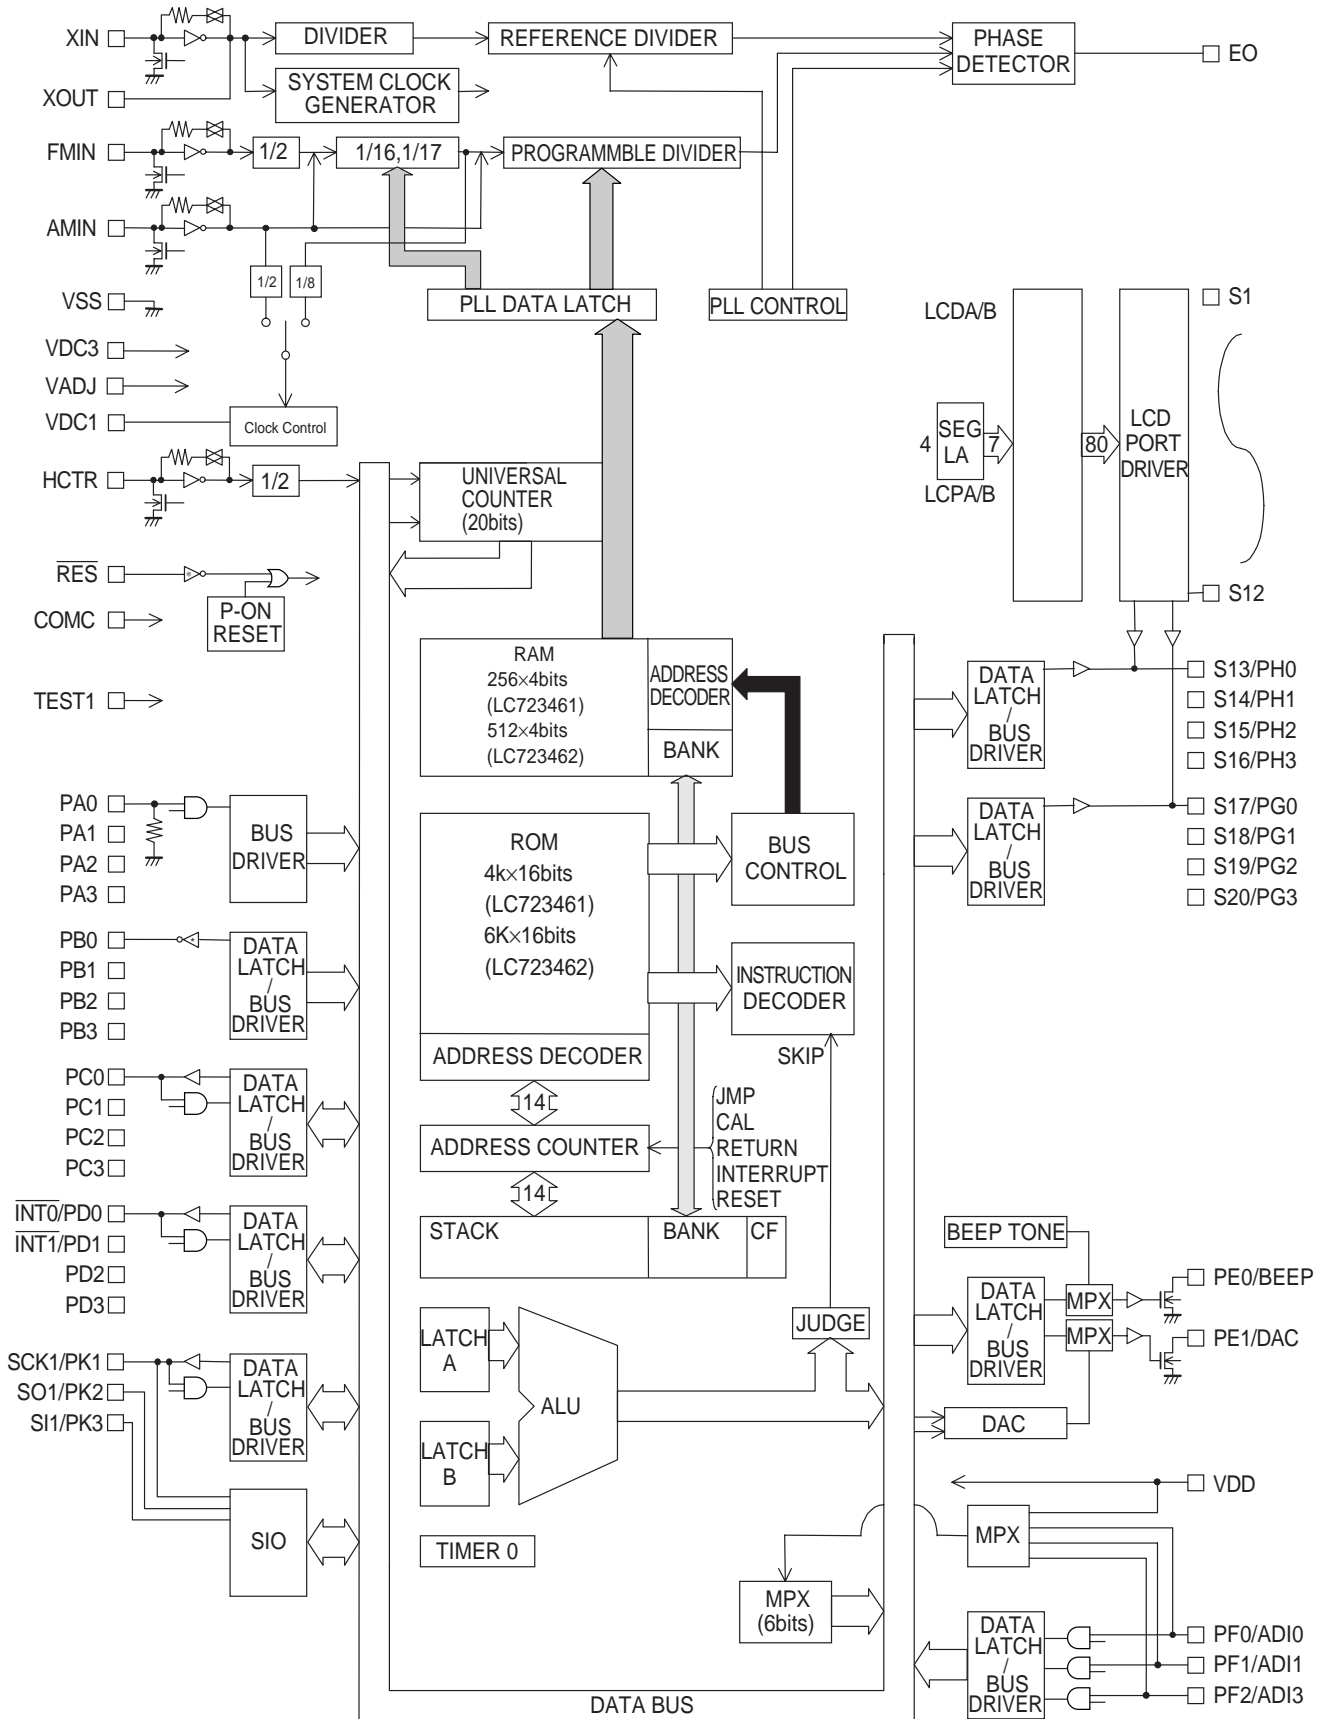 XIN
DIVIDER
REFERENCE DIVIDER
PHASE
DETECTOR
EO
XOUT
SYSTEM CLOCK
GENERATOR
FMIN
1/2
1/16,1/17
PROGRAMMBLE DIVIDER
AMIN
1/2
1/8
VSS
PLL DATA LATCH
PLL CONTROL
LCDA/B
S1
VDC3
VADJ
VDC1
Clock Control
4
SEG
LA
7
80
LCD
PORT
DRIVER
LCPA/B
HCTR
1/2
UNIVERSAL
COUNTER
(20bits)
RES
P-ON
RESET
COMC
S12
TEST1
RAM
256×4bits
(LC723461)
512×4bits
(LC723462)
ADDRESS
DECODER
BANK
DATA
LATCH
/
BUS
DRIVER
S13/PH0
S14/PH1
S15/PH2
S16/PH3
PA0
PA1
PA2
PA3
BUS
DRIVER
ROM
4k×16bits
(LC723461)
6K×16bits
(LC723462)
BUS
CONTROL
DATA
LATCH
/
BUS
DRIVER
S17/PG0
S18/PG1
S19/PG2
S20/PG3
PB0
PB1
PB2
PB3
DATA
LATCH
/
BUS
DRIVER
INSTRUCTION
DECODER
ADDRESS DECODER
SKIP
PC0
PC1
PC2
PC3
DATA
LATCH
/
BUS
DRIVER
14
ADDRESS COUNTER
JMP
CAL
RETURN
INTERRUPT
RESET
14
INT0/PD0
INT1/PD1
PD2
PD3
DATA
LATCH
/
BUS
DRIVER
STACK
BANK
CF
BEEP TONE
DATA
LATCH
/
BUS
DRIVER
MPX
MPX
PE0/BEEP
PE1/DAC
SCK1/PK1
SO1/PK2
SI1/PK3
DATA
LATCH
/
BUS
DRIVER
LATCH
A
LATCH
B
ALU
JUDGE
DAC
VDD
SIO
TIMER 0
MPX
MPX
(6bits)
DATA
LATCH
/
BUS
DRIVER
PF0/ADI0
PF1/ADI1
PF2/ADI3
DATA BUS